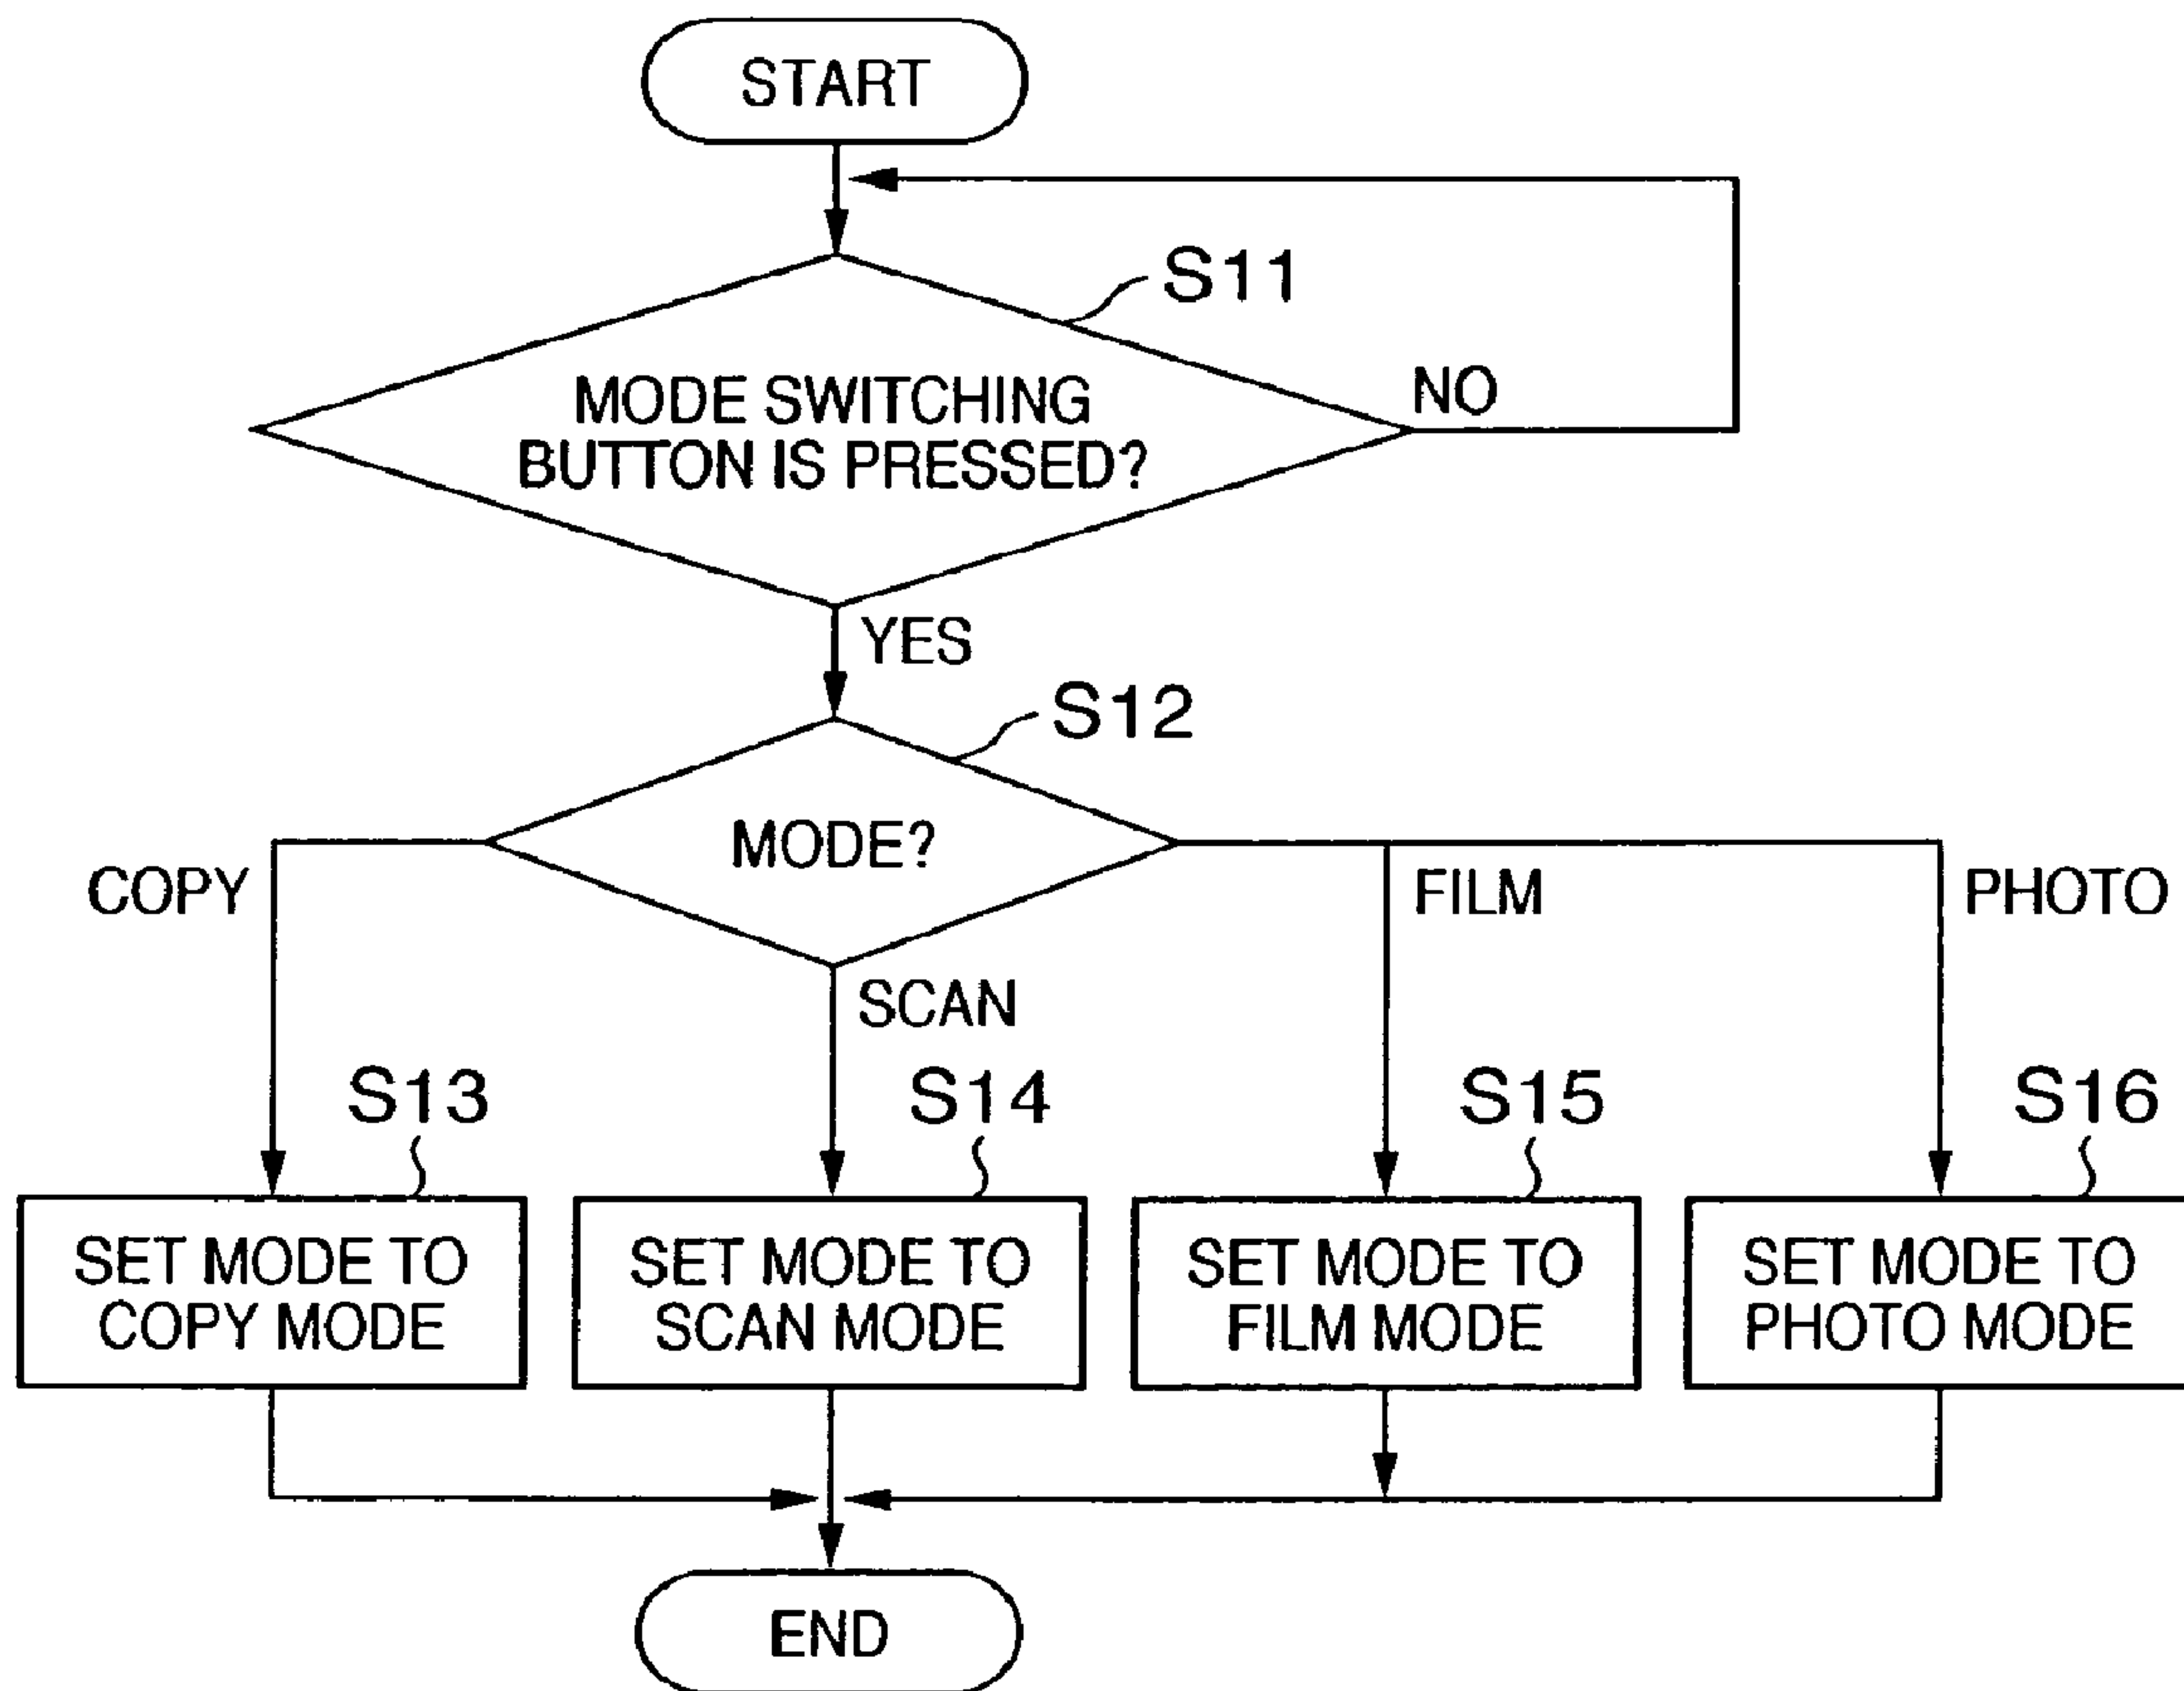 START
S11
MODE SWITCHING
BUTTON IS PRESSED?
NO
YES
S12
MODE?
COPY
SCAN
FILM
PHOTO
S13
S14
S15
S16
SET MODE TO
COPY MODE
SET MODE TO
SCAN MODE
SET MODE TO
FILM MODE
SET MODE TO
PHOTO MODE
END